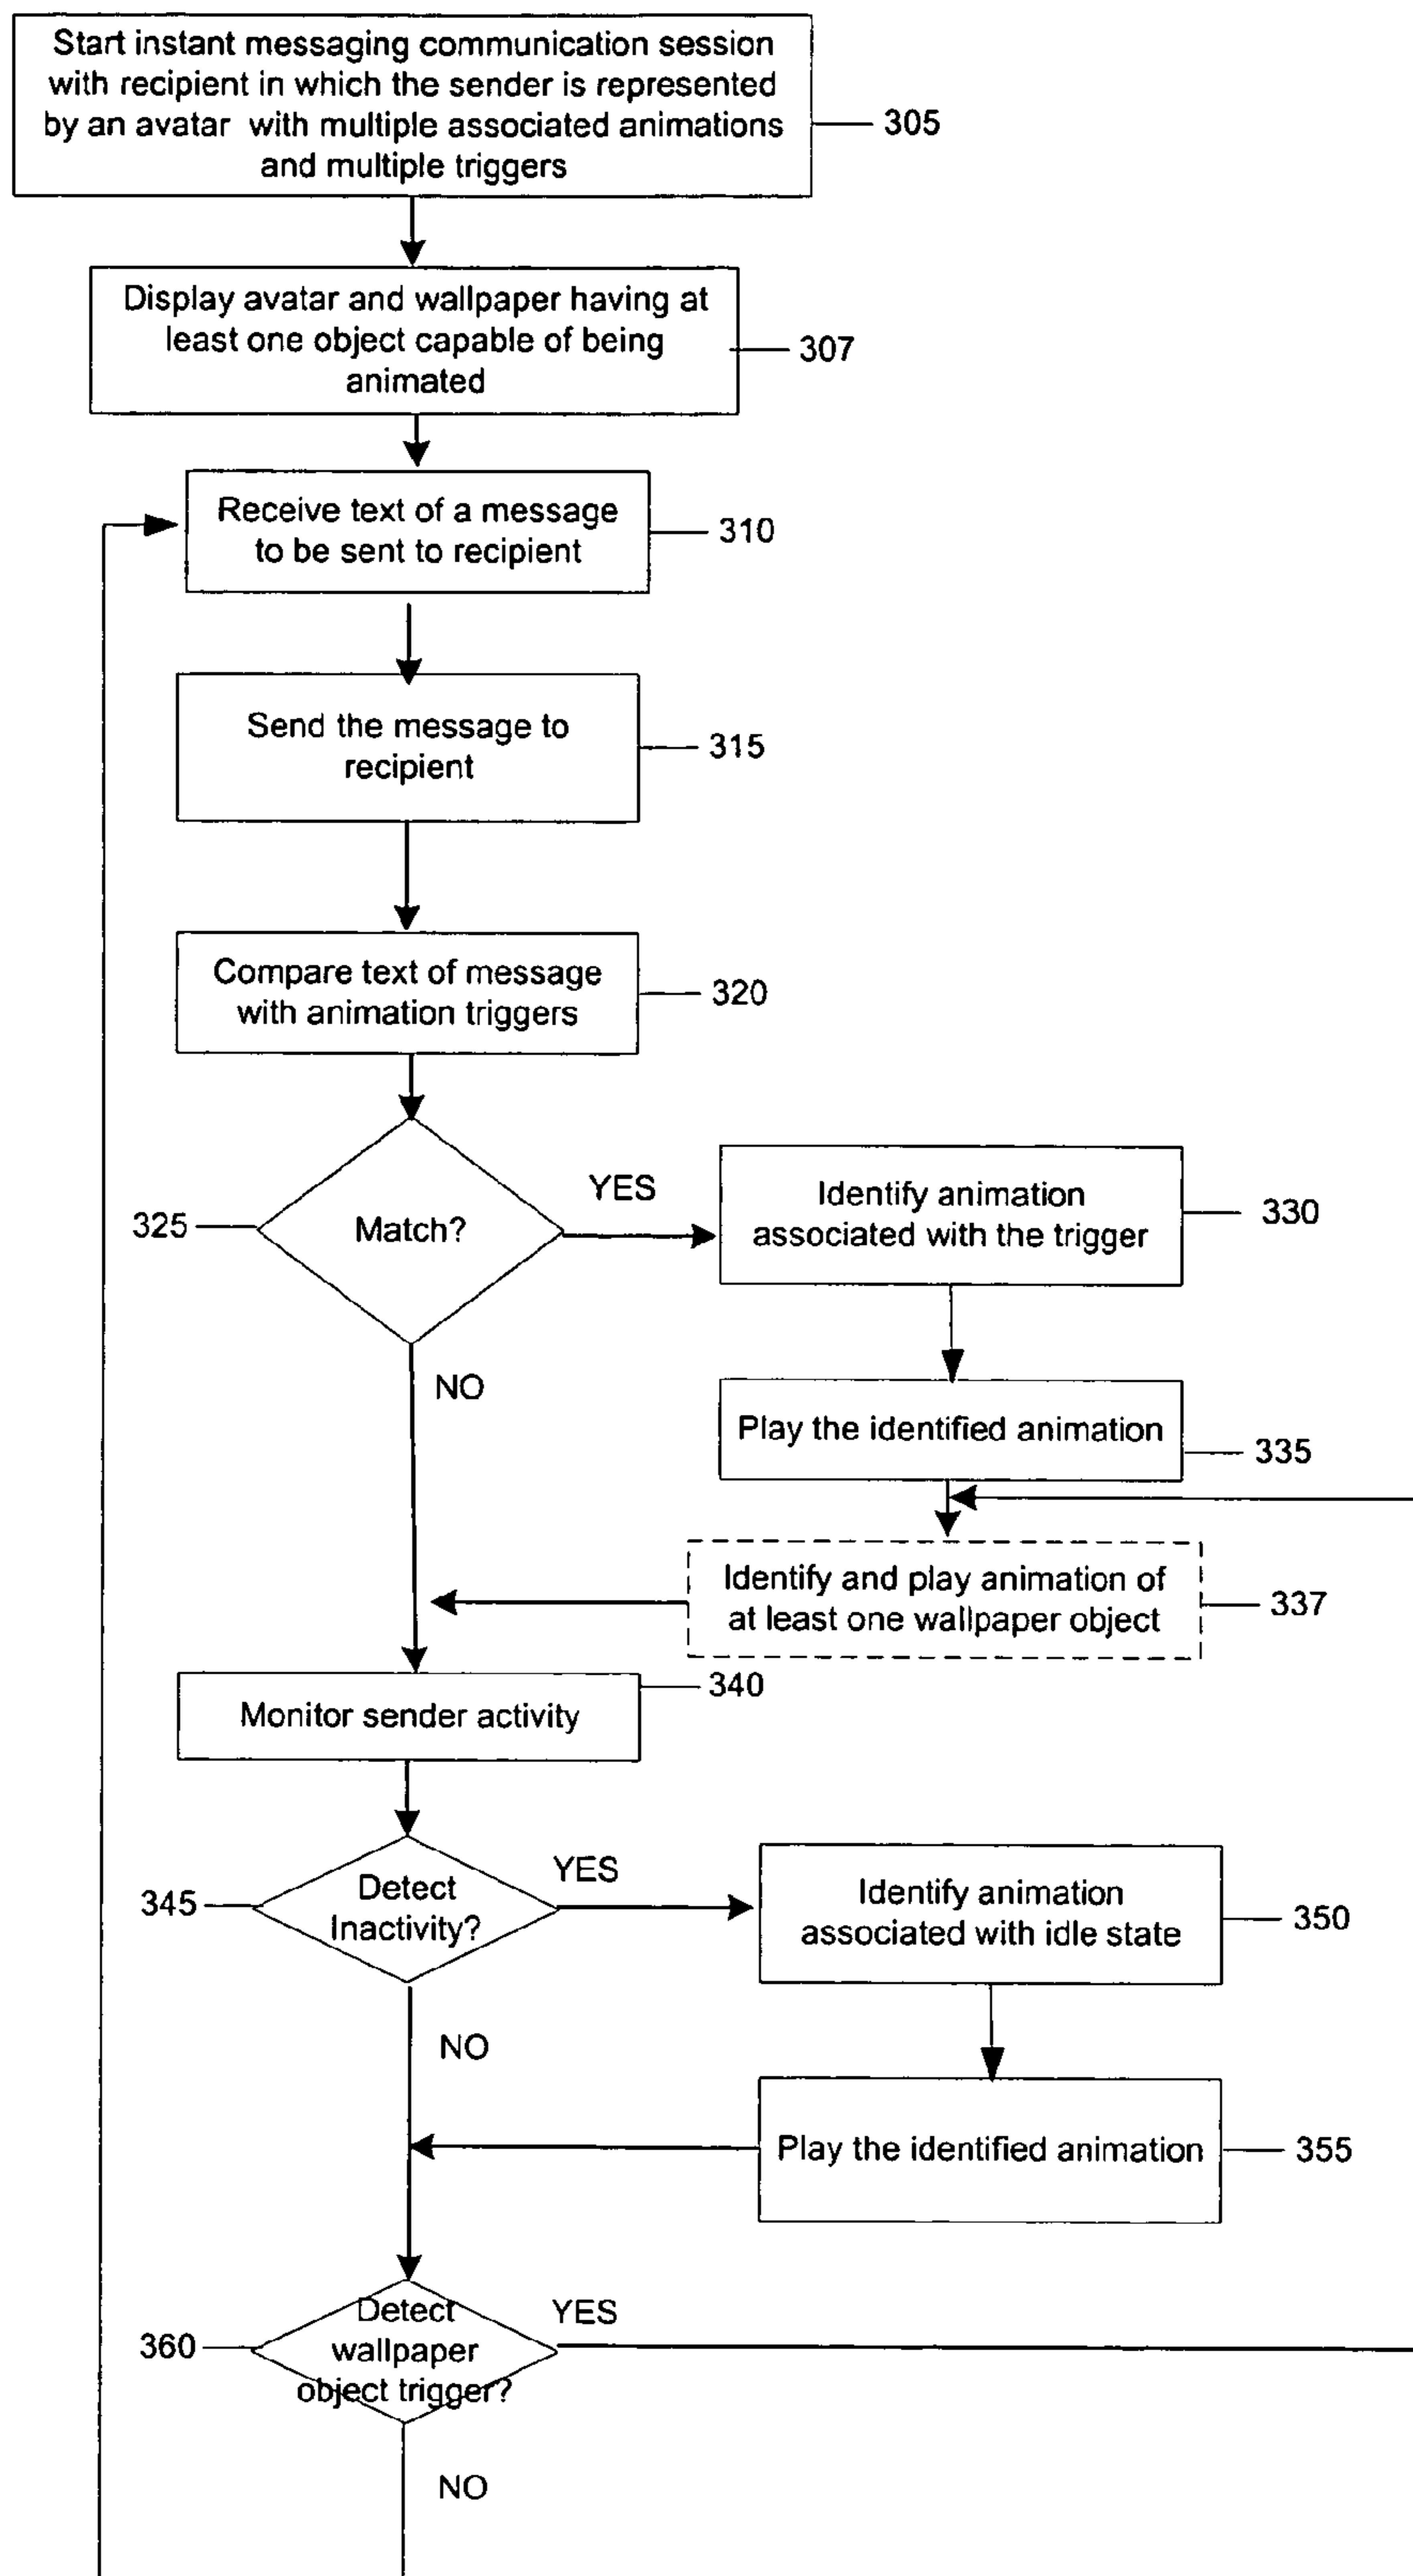 Start instant messaging communication session
with recipient in which the sender is represented
by an avatar with multiple associated animations
and multiple triggers
305
Display avatar and wallpaper having at
least one object capable of being
animated
307
Receive text of a message
to be sent to recipient
310
Send the message to
recipient
315
Compare text of message
with animation triggers
320
325
Match?
YES
Identify animation
associated with the trigger
330
NO
Play the identified animation
335
Identify and play animation of
at least one wallpaper object
337
Monitor sender activity
340
345
Detect
Inactivity?
YES
Identify animation
associated with idle state
350
NO
Play the identified animation
355
360
Detect
wallpaper
object trigger?
YES
NO